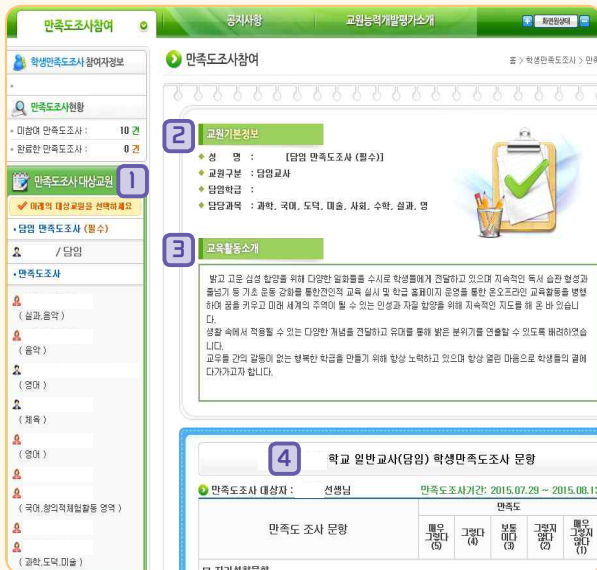 만족도조사참여
공지사항
교원능력개발평가소개
화면원상태
학생만족도조사 참여자정보
만족도조사현황
미참여 만족도조사 : 10 건
완료한 만족도조사 : 0 건
만족도조사 대상교원 1
아래의 대상교원을 선택하세요
담임 만족도조사 (필수)
/ 담임
만족도조사
( 실과,음악 )
( 음악 )
( 영어 )
( 체육 )
( 영어 )
( 국어,창의적체험활동 영역 )
( 과학,도덕,미술 )
만족도조사참여
홈 > 학생만족도조사 > 만족
2 교원기본정보
성 명 : [담임 만족도조사 (필수)]
교원구분 : 담임교사
담임학급 :
담당과목 : 과학, 국어, 도덕, 미술, 사회, 수학, 실과, 영
3 교육활동소개
밝고 고운 심성 함양을 위해 다양한 일화들을 수시로 학생들에게 전달하고 있으며 지속적인 독서 습관 형성과
줄넘기 등 기초 운동 강화를 통한전인적 교육 실시 및 학급 홈페이지 운영을 통한 온오프라인 교육활동을 병행
하여 꿈을 키우고 미래 세계의 주역이 될 수 있는 인성과 자질 함양을 위해 지속적인 지도를 해 온 바 있습니
다.
생활 속에서 적용될 수 있는 다양한 개념을 전달하고 유머를 통해 밝은 분위기를 연출할 수 있도록 배려하였습
니다.
교우들 간의 갈등이 없는 행복한 학급을 만들기 위해 항상 노력하고 있으며 항상 열린 마음으로 학생들의 곁에
다가가고자 합니다.
4 학교 일반교사(담임) 학생만족도조사 문항
만족도조사 대상자 : 선생님
만족도조사기간: 2015.07.29 ~ 2015.08.13
만족도
만족도 조사 문항
매우 그렇다 (5)
그렇다 (4)
보통이다 (3)
그렇지 않다 (2)
매우 그렇지 않다 (1)